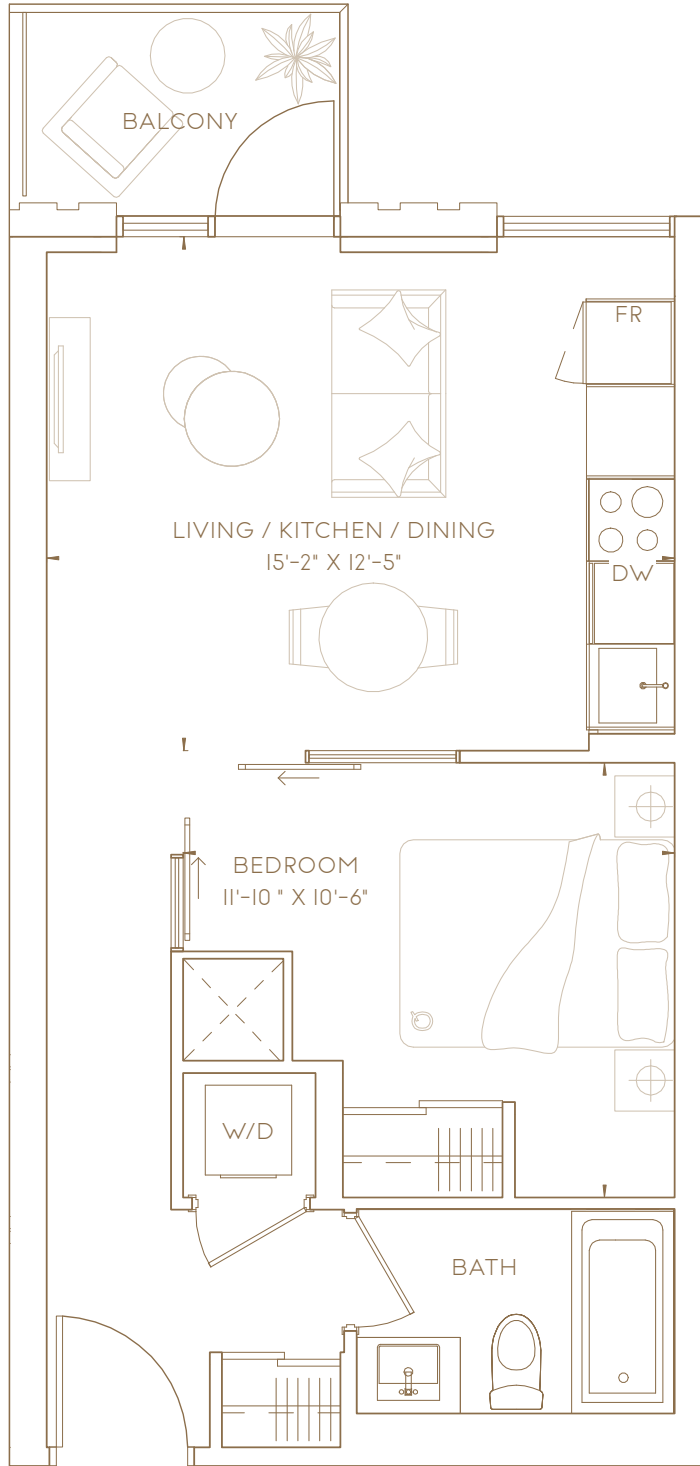 BALCONY
FR
LIVING / KITCHEN / DINING
15'-2" X 12'-5"
DW
BEDROOM
11'-10 " X 10'-6"
W/D
BATH